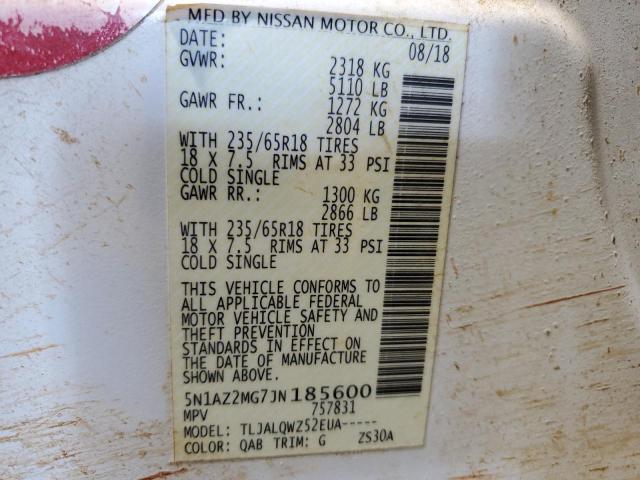 MFD BY NISSAN MOTOR CO., LTD.
DATE: 08/18
GVWR: 2318 KG
5110 LB
GAWR FR.: 1272 KG
2804 LB
WITH 235/65R18 TIRES
18 X 7.5 RIMS AT 33 PSI
COLD SINGLE
GAWR RR.: 1300 KG
2866 LB
WITH 235/65R18 TIRES
18 X 7.5 RIMS AT 33 PSI
COLD SINGLE
THIS VEHICLE CONFORMS TO
ALL APPLICABLE FEDERAL
MOTOR VEHICLE SAFETY AND
THEFT PREVENTION
STANDARDS IN EFFECT ON
THE DATE OF MANUFACTURE
SHOWN ABOVE.
5N1AZ2MG7JN185600
MPV 757831
MODEL: TLJALQWZ52EUA-----
COLOR: QAB TRIM: G ZS30A